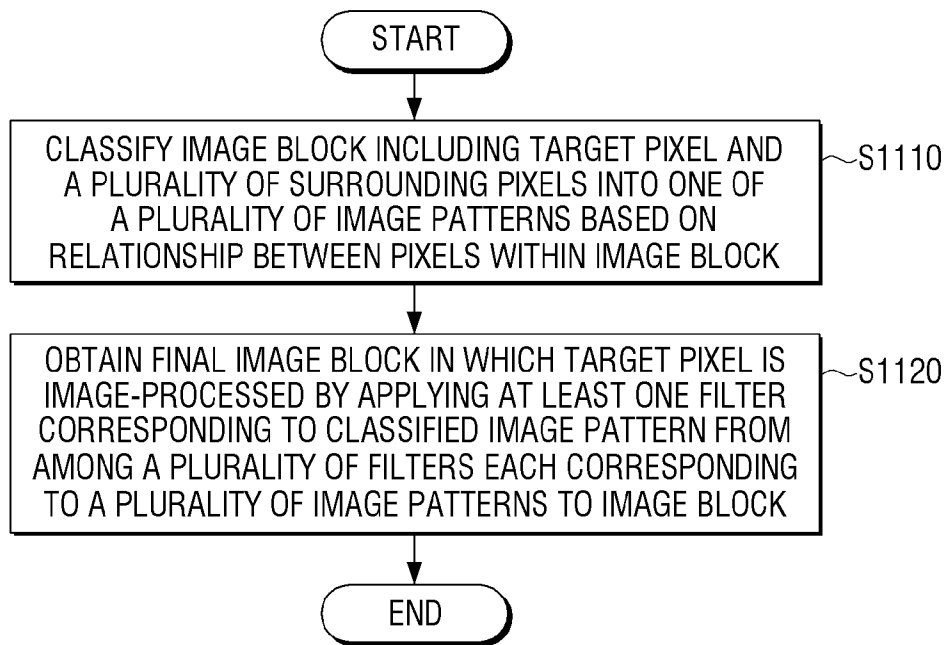 START
CLASSIFY IMAGE BLOCK INCLUDING TARGET PIXEL AND
A PLURALITY OF SURROUNDING PIXELS INTO ONE OF
A PLURALITY OF IMAGE PATTERNS BASED ON
RELATIONSHIP BETWEEN PIXELS WITHIN IMAGE BLOCK
S1110
OBTAIN FINAL IMAGE BLOCK IN WHICH TARGET PIXEL IS
IMAGE-PROCESSED BY APPLYING AT LEAST ONE FILTER
CORRESPONDING TO CLASSIFIED IMAGE PATTERN FROM
AMONG A PLURALITY OF FILTERS EACH CORRESPONDING
TO A PLURALITY OF IMAGE PATTERNS TO IMAGE BLOCK
S1120
END